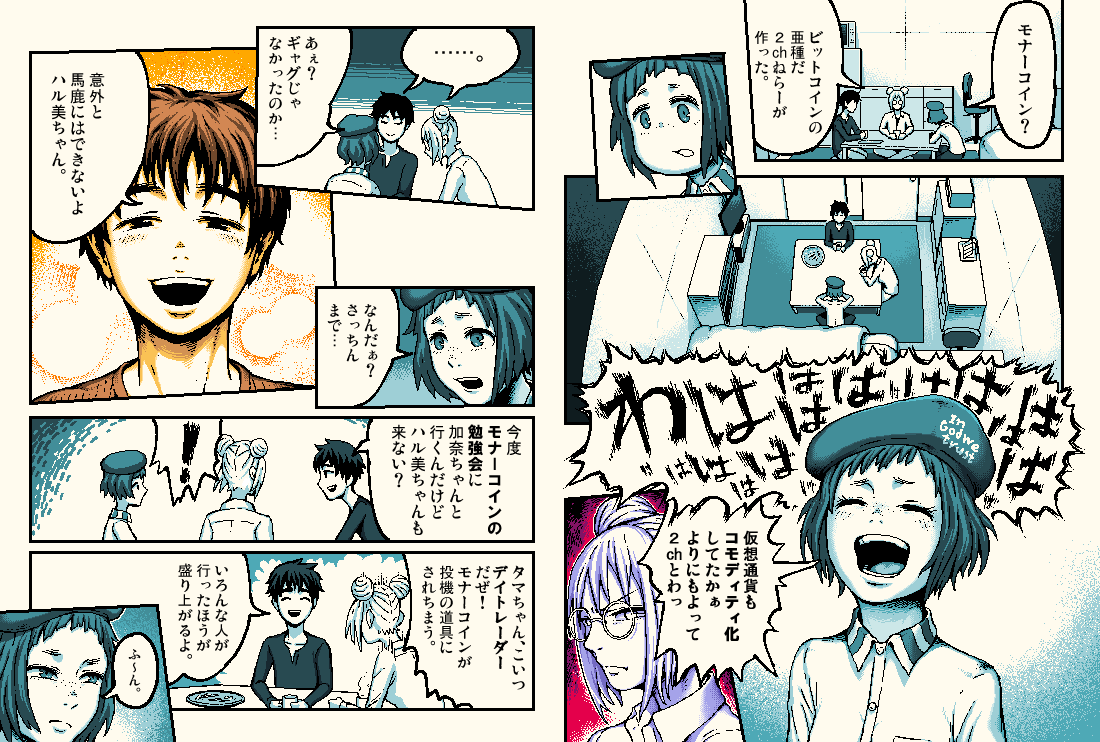 モナーコイン？
ビットコインの
亜種だ
２chねらーが
作った。
わはははははははは
ははははは
In
God we
trust
仮想通貨も
コモディティ化
してたかぁ
よりにもよって
２chとわっ
……。
あぁ？
ギャグじゃ
なかったのか…
意外と
馬鹿にはできないよ
ハル美ちゃん。
なんだぁ？
さっちん
まで…
今度
モナーコインの
勉強会に
加奈ちゃんと
行くんだけど
ハル美ちゃんも
来ない？
！
タマちゃん、こいつ
デイトレーダー
だぜ！
モナーコインが
投機の道具に
されちまう。
いろんな人が
行ったほうが
盛り上がるよ。
ふ～ん。